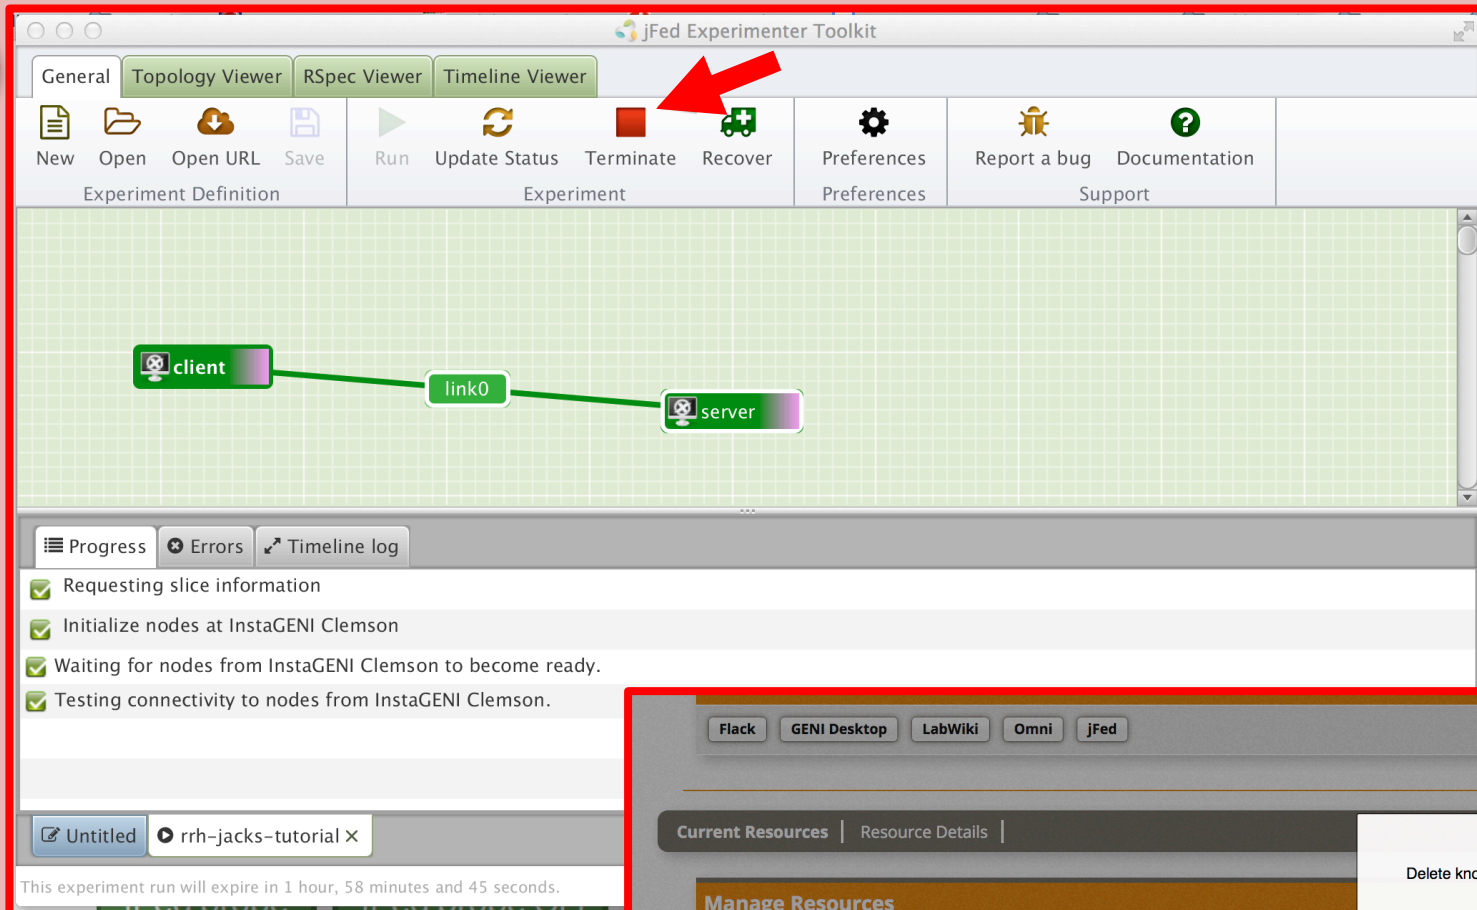 jFed Experimenter Toolkit
General Topology Viewer RSpec Viewer Timeline Viewer
New Open Open URL Save Run Update Status Terminate Recover Preferences Report a bug Documentation
Experiment Definition Experiment Preferences Support
client
link0
server
Progress Errors Timeline log
Requesting slice information
Initialize nodes at InstaGENI Clemson
Waiting for nodes from InstaGENI Clemson to become ready.
Testing connectivity to nodes from InstaGENI Clemson.
Flack GENI Desktop LabWiki Omni jFed
Untitled rrh-jacks-tutorial
Current Resources | Resource Details |
Delete kno
This experiment run will expire in 1 hour, 58 minutes and 45 seconds.
Manage Resources